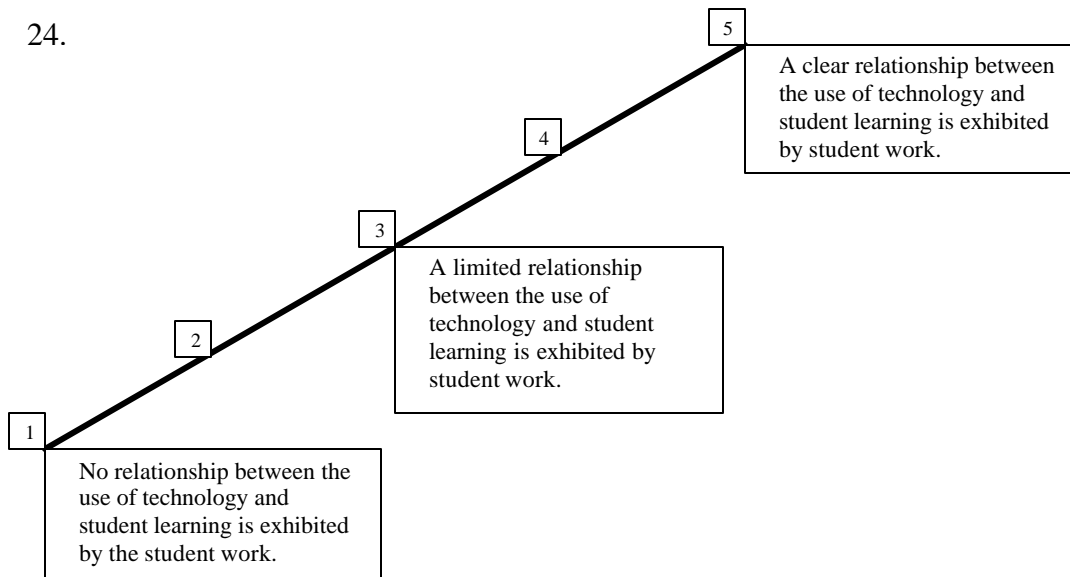 24.
5
A clear relationship between
the use of technology and
student learning is exhibited
by student work.
4
3
A limited relationship
between the use of
technology and student
learning is exhibited by
student work.
2
1
No relationship between the
use of technology and
student learning is exhibited
by the student work.